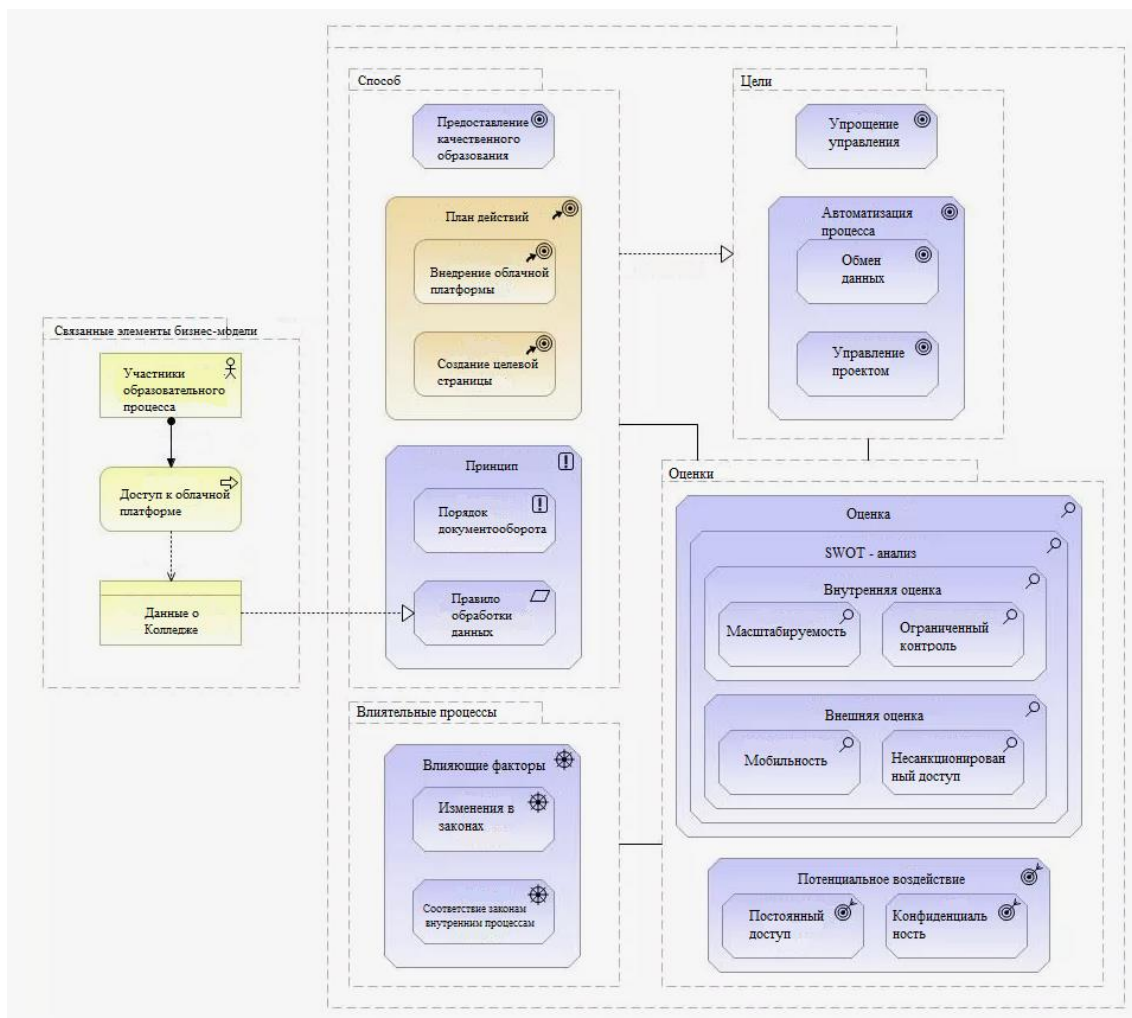 Способ
Предоставление
качественного
образования
План действий
Внедрение облачной
платформы
Создание целевой
страницы
Принцип
Порядок
документооборота
Правило
обработки
данных
Цели
Упрощение
управления
Автоматизация
процесса
Обмен
данных
Управление
проектом
Связанные элементы бизнес-модели
Участники
образовательного
процесса
Доступ к облачной
платформе
Данные о
Колледже
Оценки
Оценка
SWOT - анализ
Внутренняя оценка
Масштабируемость
Ограниченный
контроль
Внешняя оценка
Мобильность
Несанкционирован
ный доступ
Потенциальное воздействие
Постоянный
доступ
Конфиденциаль
ность
Влиятельные процессы
Влияющие факторы
Изменения в
законах
Соответствие законам
внутренним процессам